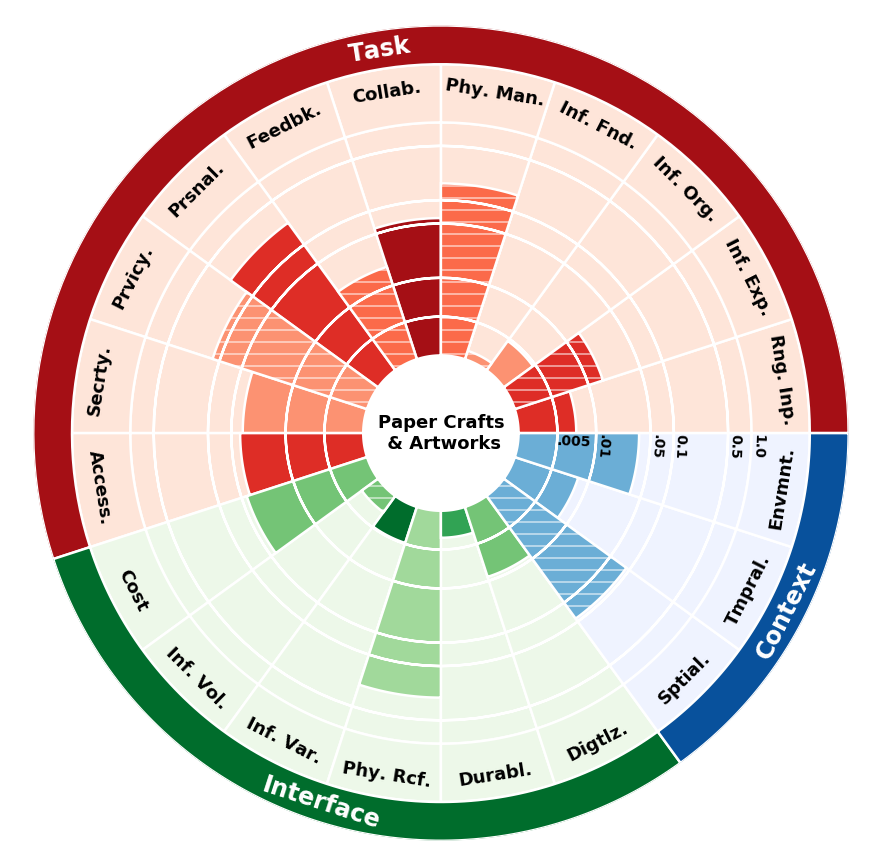 Task
Collab.
Phy. Man.
Feedbk.
Inf. Fnd.
Prsnal.
Inf. Org.
Prvicy.
Inf. Exp.
Secrty.
Rng. Inp.
Paper Crafts
& Artworks
.005
.01
.05
0.1
0.5
1.0
Access.
Envmnt.
Cost
Tmpral.
Context
Inf. Vol.
Sptial.
Inf. Var.
Digtlz.
Phy. Rcf.
Durabl.
Interface